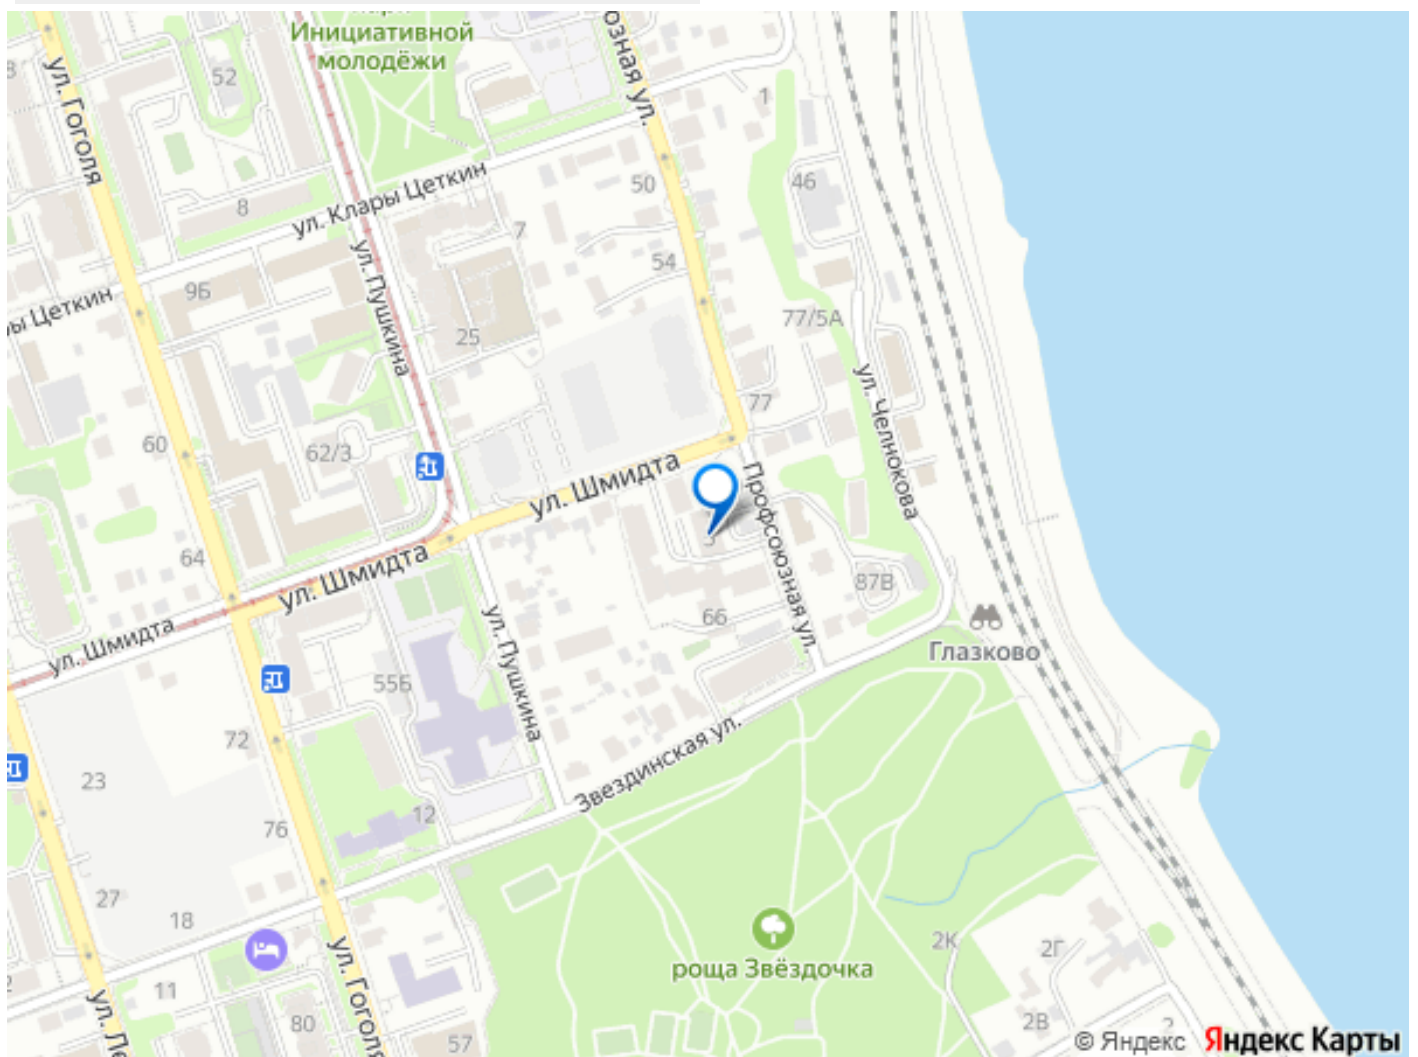 Инициативной
молодёжи
озная ул.
52
1
ул. Гоголя
50
46
8
ул. Клары Цеткин
7
54
9Б
ул. Пушкина
ы Цеткин
77/5А
25
77
ул. Челнокова
60
62/3
ул. Шмидта
Профсоюзная ул.
64
ул. Шмидта
87В
ул. Шмидта
ул. Пушкина
66
Глазково
55Б
72
Звездинская ул.
23
12
76
27
18
2К
2Г
роща Звёздочка
ул. Гоголя
11
ул. Ле
80
57
2В
2
© Яндекс Яндекс Карты